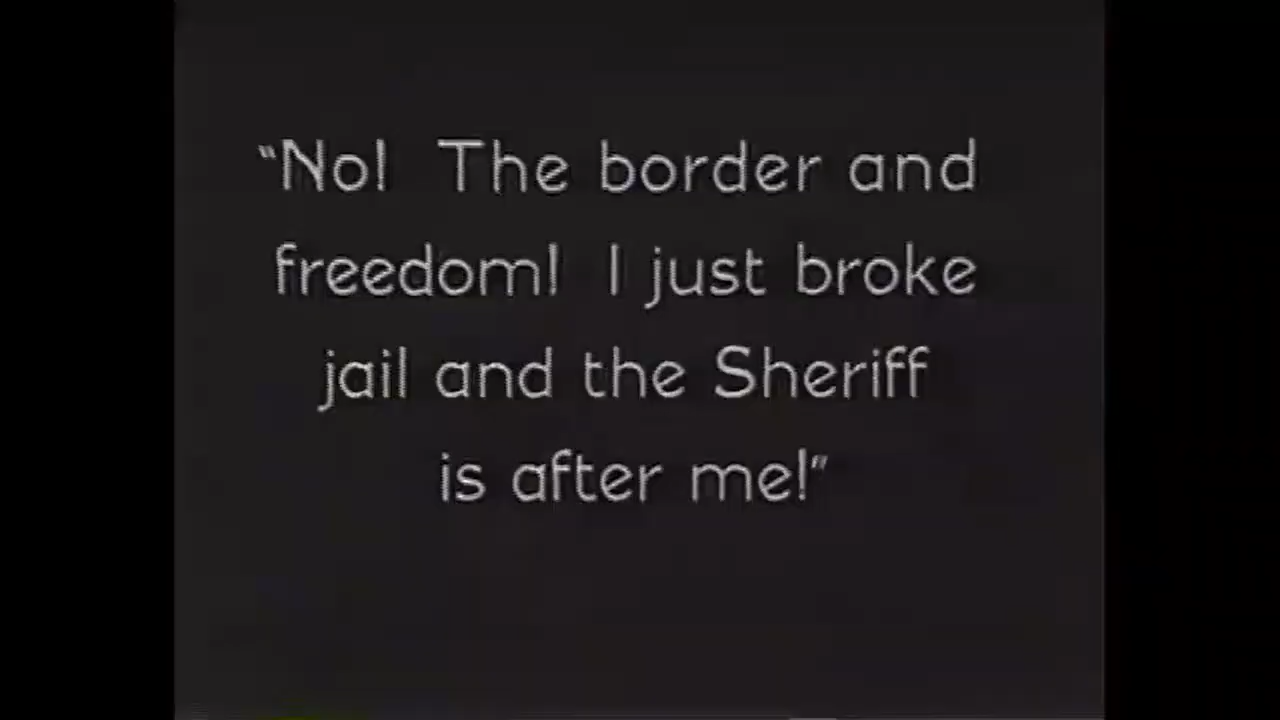 “No!  The border and
freedom!  I just broke
jail and the Sheriff
is after me!”